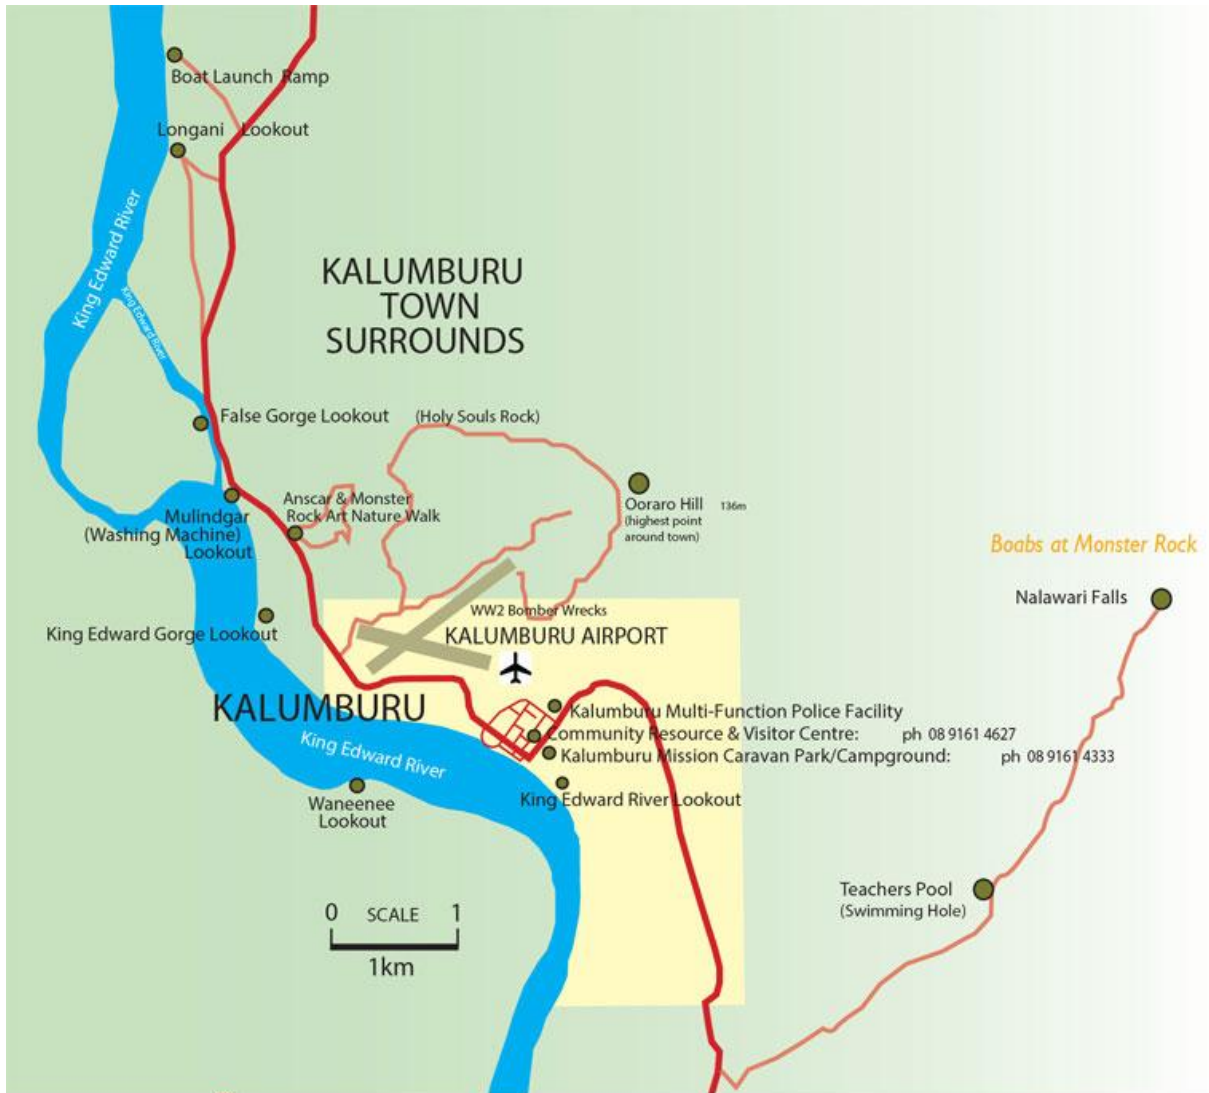 Boat Launch Ramp
Longani Lookout
King Edward River
King Edward River
KALUMBURU
TOWN
SURROUNDS
False Gorge Lookout
(Holy Souls Rock)
Anscar & Monster
Rock Art Nature Walk
Mulindgar
(Washing Machine)
Lookout
Ooraro Hill 136m
(highest point
around town)
Boabs at Monster Rock
Nalawari Falls
King Edward Gorge Lookout
WW2 Bomber Wrecks
KALUMBURU AIRPORT
KALUMBURU
King Edward River
Kalumburu Multi-Function Police Facility
Community Resource & Visitor Centre: ph 08 9161 4627
Kalumburu Mission Caravan Park/Campground: ph 08 9161 4333
King Edward River Lookout
Waneenee
Lookout
Teachers Pool
(Swimming Hole)
0 SCALE 1
1km